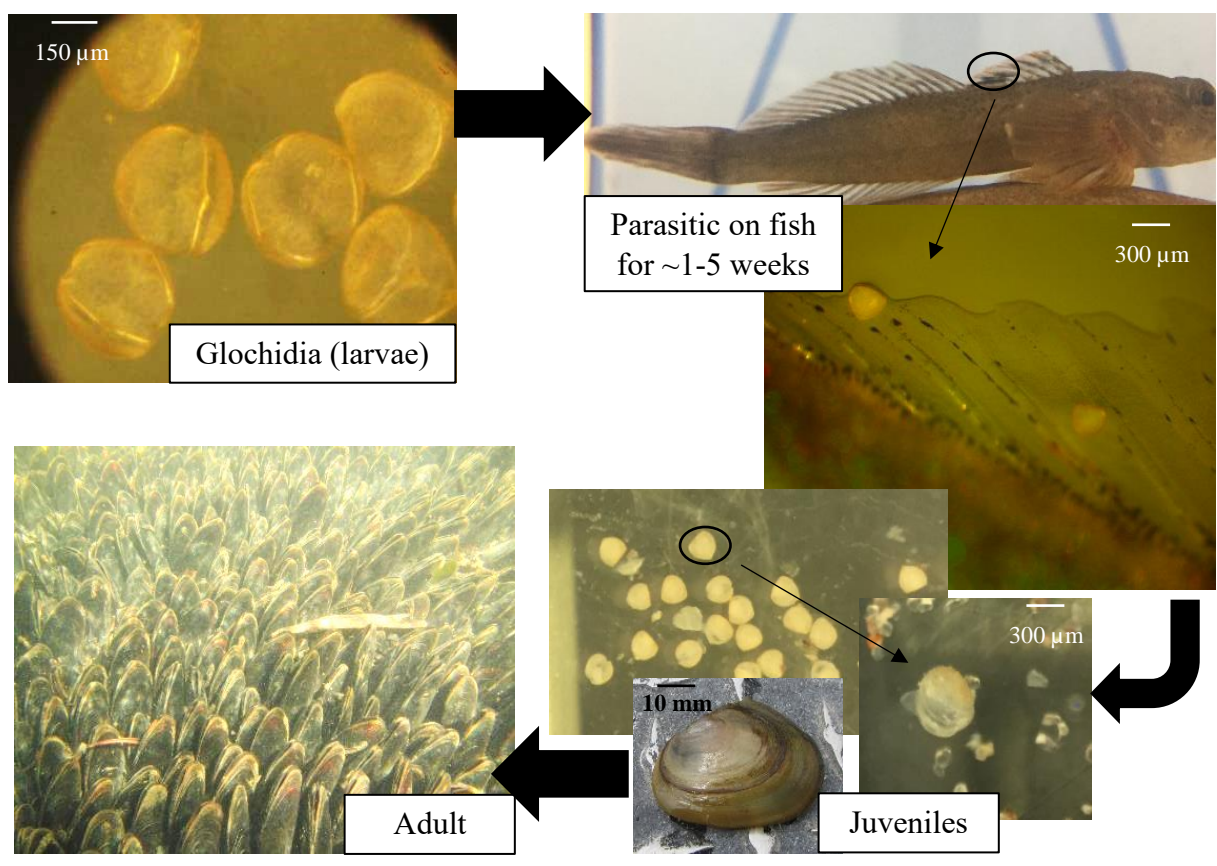 150 µm
Glochidia (larvae)
Parasitic on fish
for ~1-5 weeks
300 µm
300 µm
10 mm
Juveniles
Adult